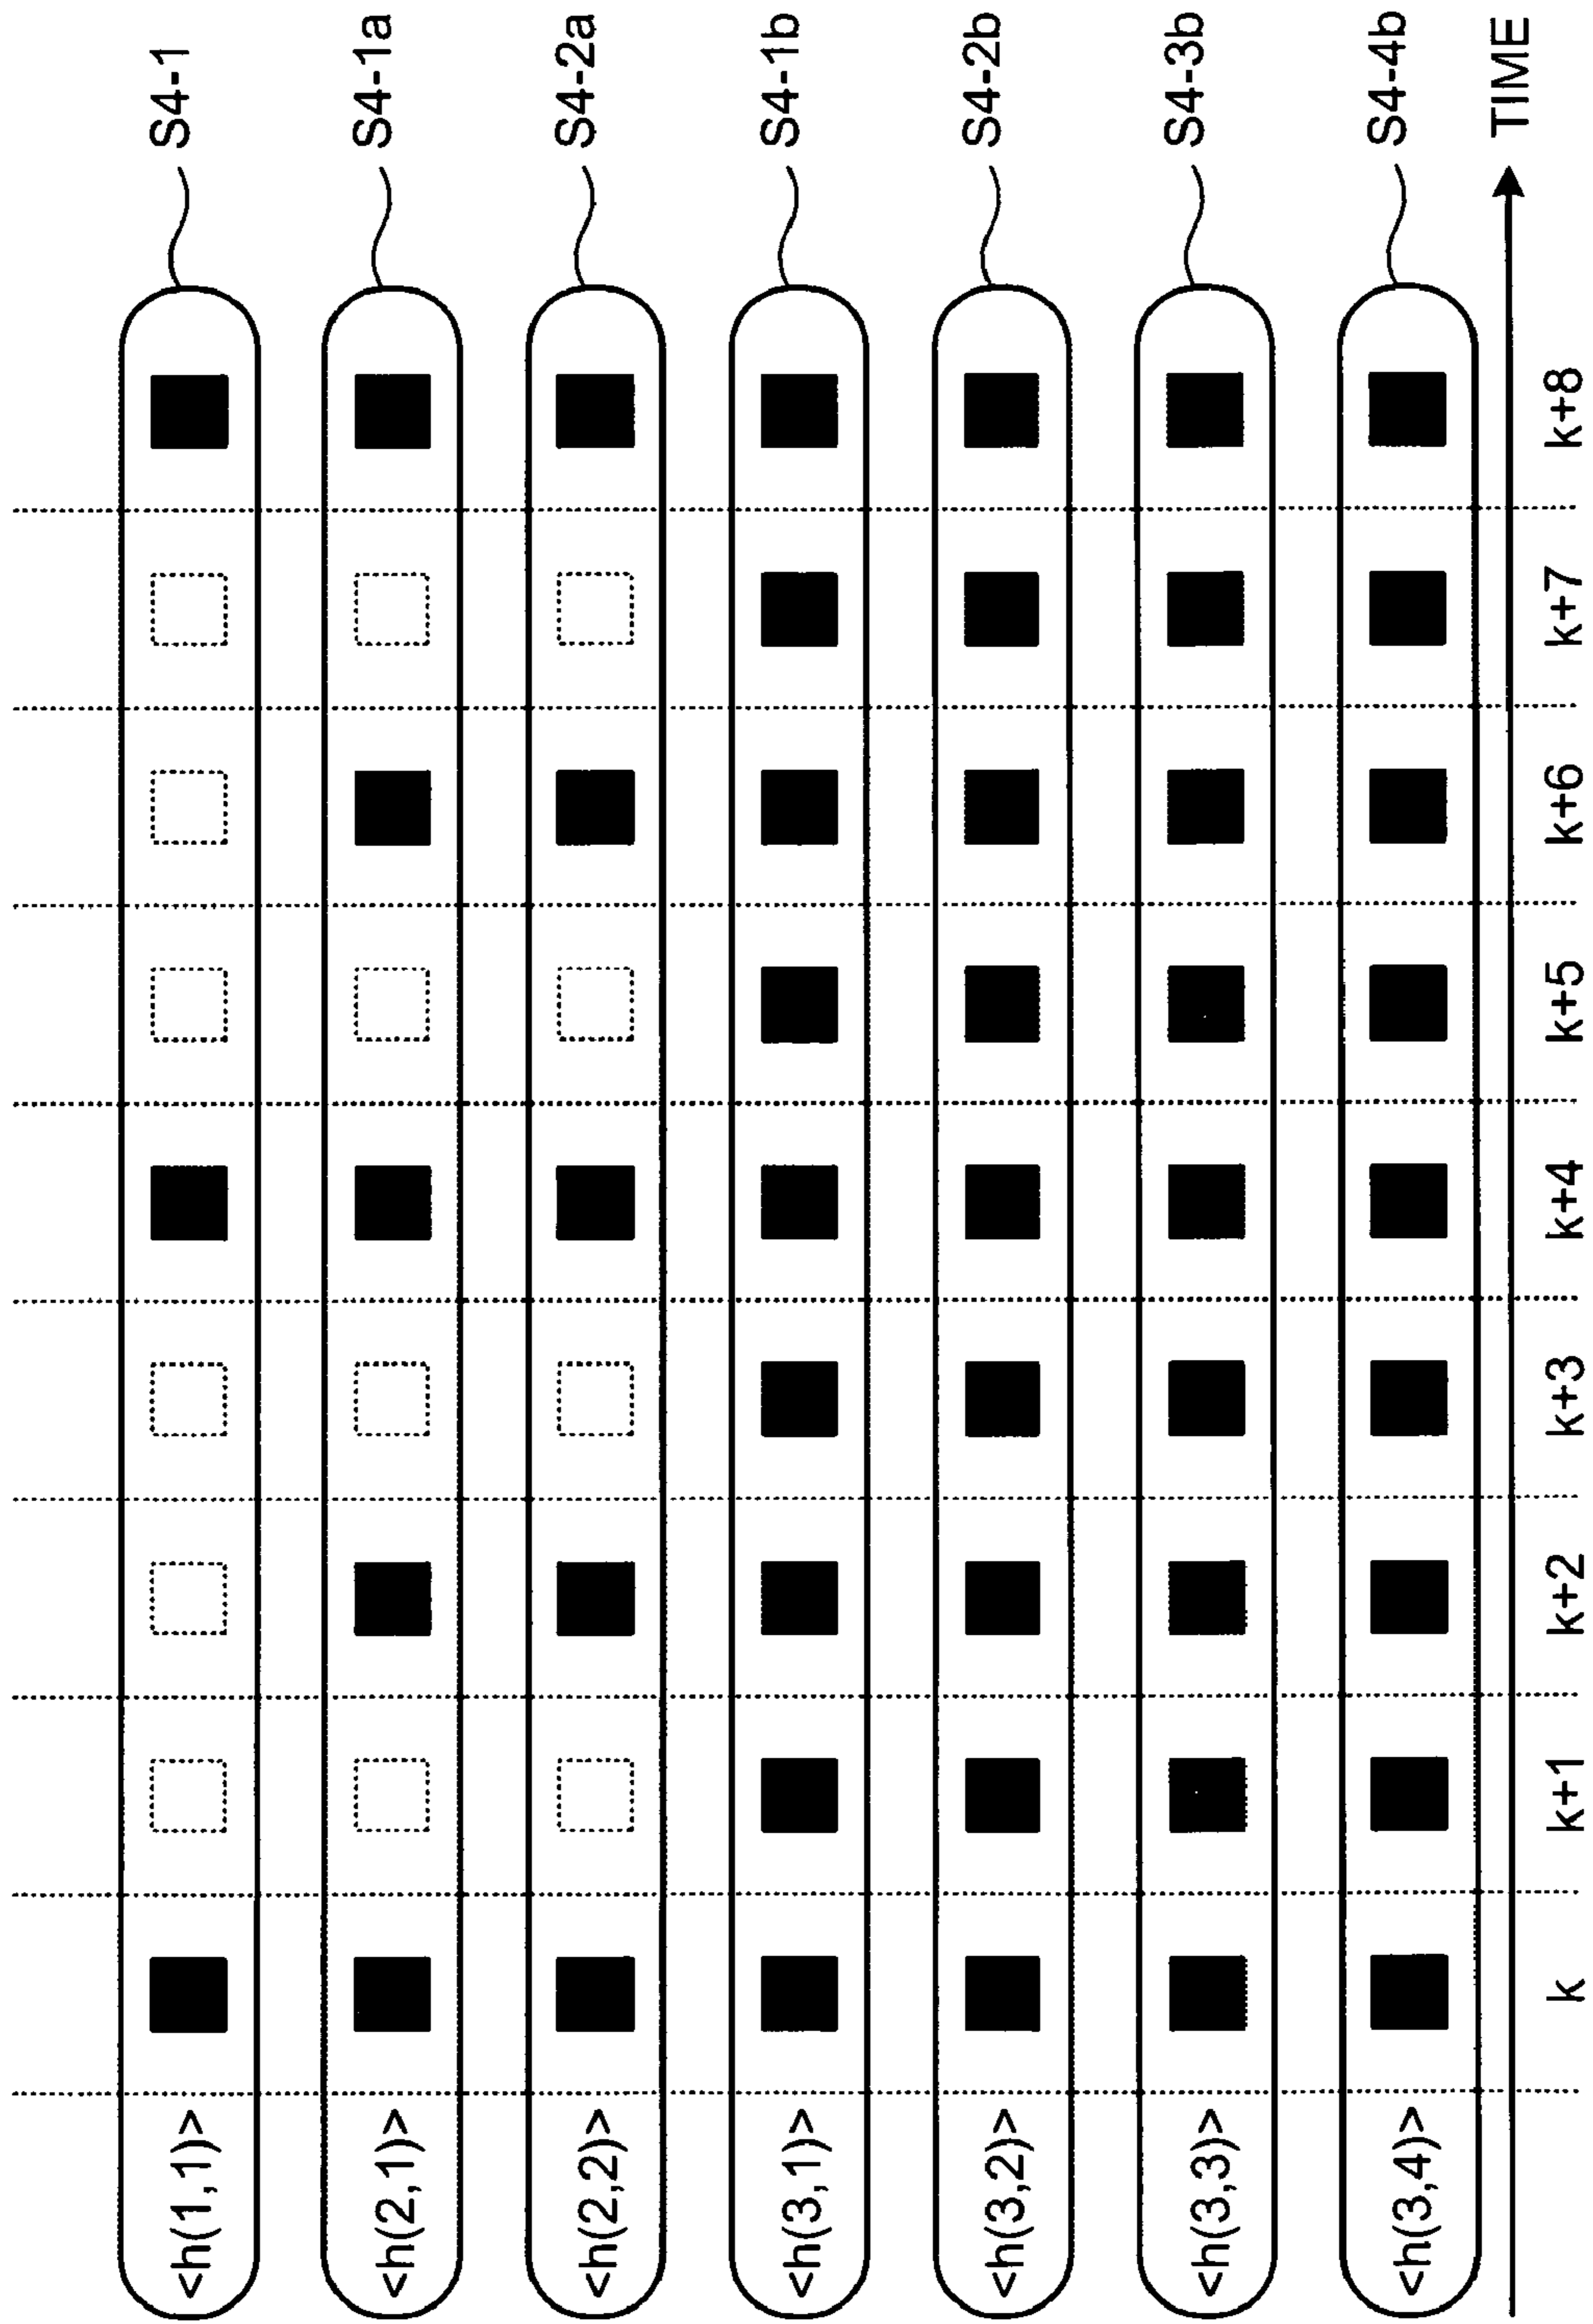 <h(1,1)> S4-1
<h(2,1)> S4-1a
<h(2,2)> S4-2a
<h(3,1)> S4-1b
<h(3,2)> S4-2b
<h(3,3)> S4-3b
<h(3,4)> S4-4b
TIME
k k+1 k+2 k+3 k+4 k+5 k+6 k+7 k+8